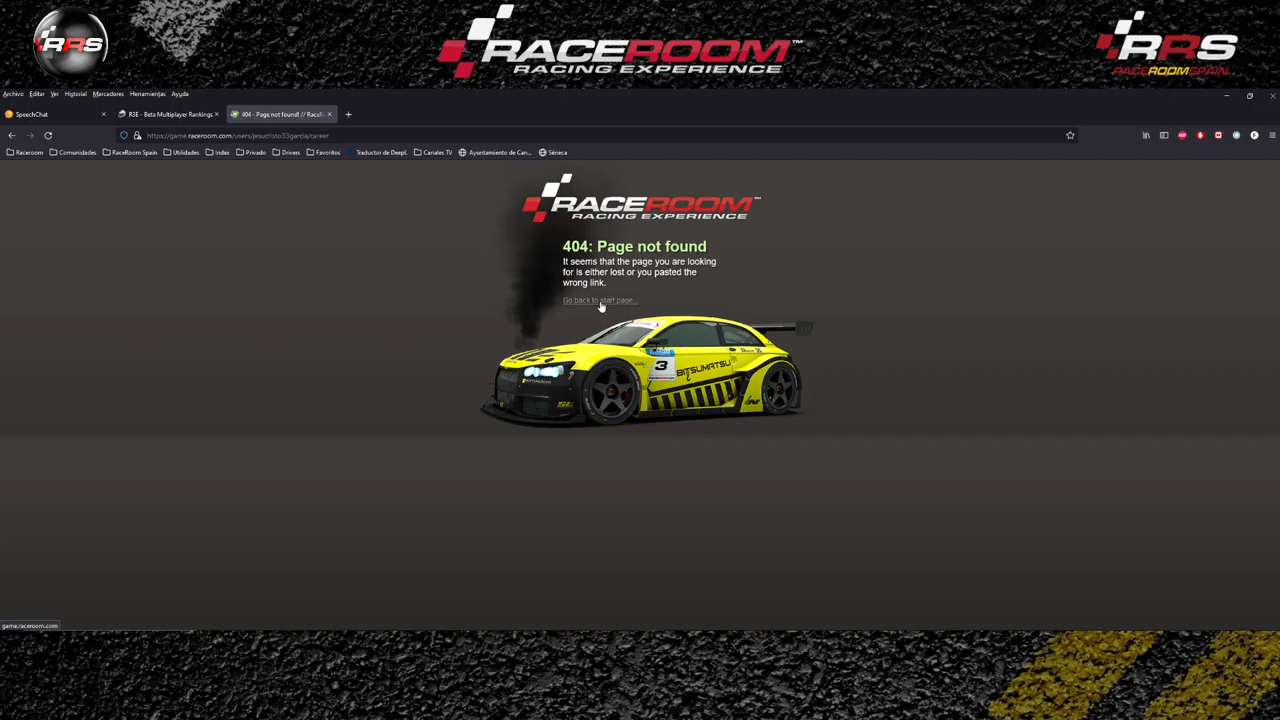 RRS
RACEROOM™
RACING EXPERIENCE
RRS
RACEROOMSPAIN
Archivo Editar Ver Historial Marcadores Herramientas Ayuda
SpeechChat
R3E - Beta Multiplayer Rankings
404 - Page not found! // RaceR
https://game.raceroom.com/users/jesucristo33garcia/career
Raceroom Comunidades RaceRoom Spain Utilidades Index Privado Drivers Favoritos Traductor de DeepL Canales TV Ayuntamiento de Can... Séneca
RACEROOM™
RACING EXPERIENCE
404: Page not found
It seems that the page you are looking
for is either lost or you pasted the
wrong link.
Go back to start page...
3
BITSUMATSU
game.raceroom.com